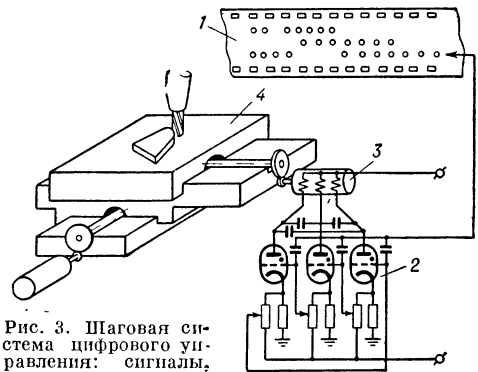 1
4
3
2
Рис. 3. Шаговая си-
стема цифрового уп-
равления: сигналы,